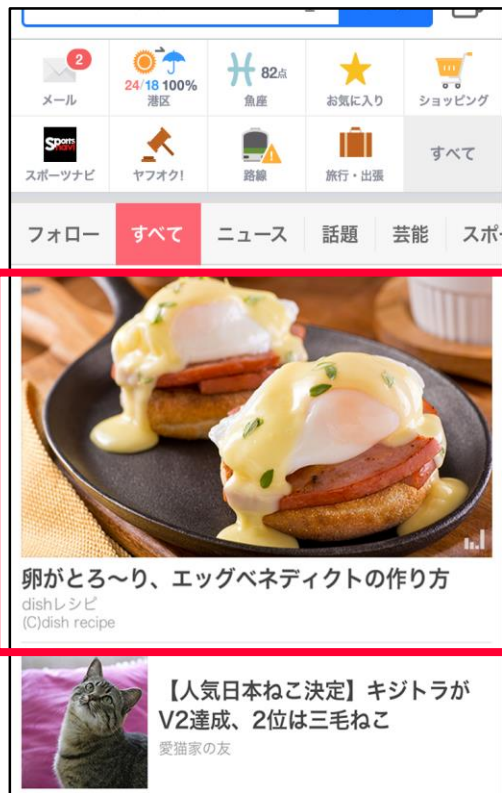 2
24/18 100%
82点
メール
港区
魚座
お気に入り
ショッピング
Sports
navi
スポーツナビ
ヤフオク!
路線
旅行・出張
すべて
フォロー
すべて
ニュース
話題
芸能
スポ
卵がとろ〜り、エッグベネディクトの作り方
dishレシピ
(C)dish recipe
【人気日本ねこ決定】キジトラが
V2達成、2位は三毛ねこ
愛猫家の友